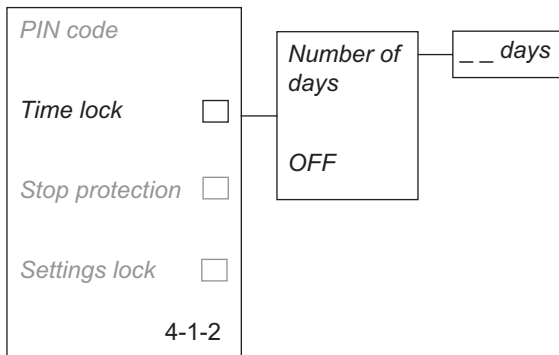 PIN code
Time lock
Stop protection
Settings lock
4-1-2
Number of
days
OFF
_ _ days